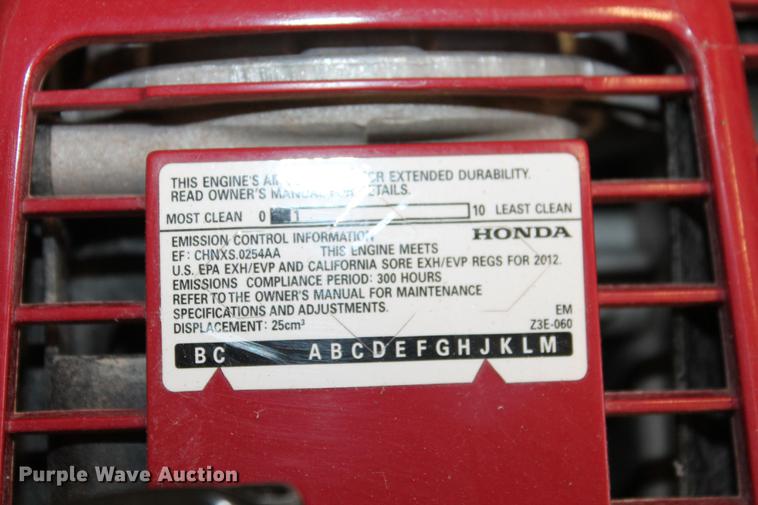 THIS ENGINE'S EXTENDED DURABILITY.
READ OWNER'S MANUAL FOR DETAILS.
MOST CLEAN 0 1 10 LEAST CLEAN
EMISSION CONTROL INFORMATION HONDA
EF: CHNXS.0254AA THIS ENGINE MEETS
U.S. EPA EXH/EVP AND CALIFORNIA SORE EXH/EVP REGS FOR 2012.
EMISSIONS COMPLIANCE PERIOD: 300 HOURS
REFER TO THE OWNER'S MANUAL FOR MAINTENANCE
SPECIFICATIONS AND ADJUSTMENTS. EM
DISPLACEMENT: 25cm³ Z3E-060
BC ABCDEFGHJKLM
Purple Wave Auction